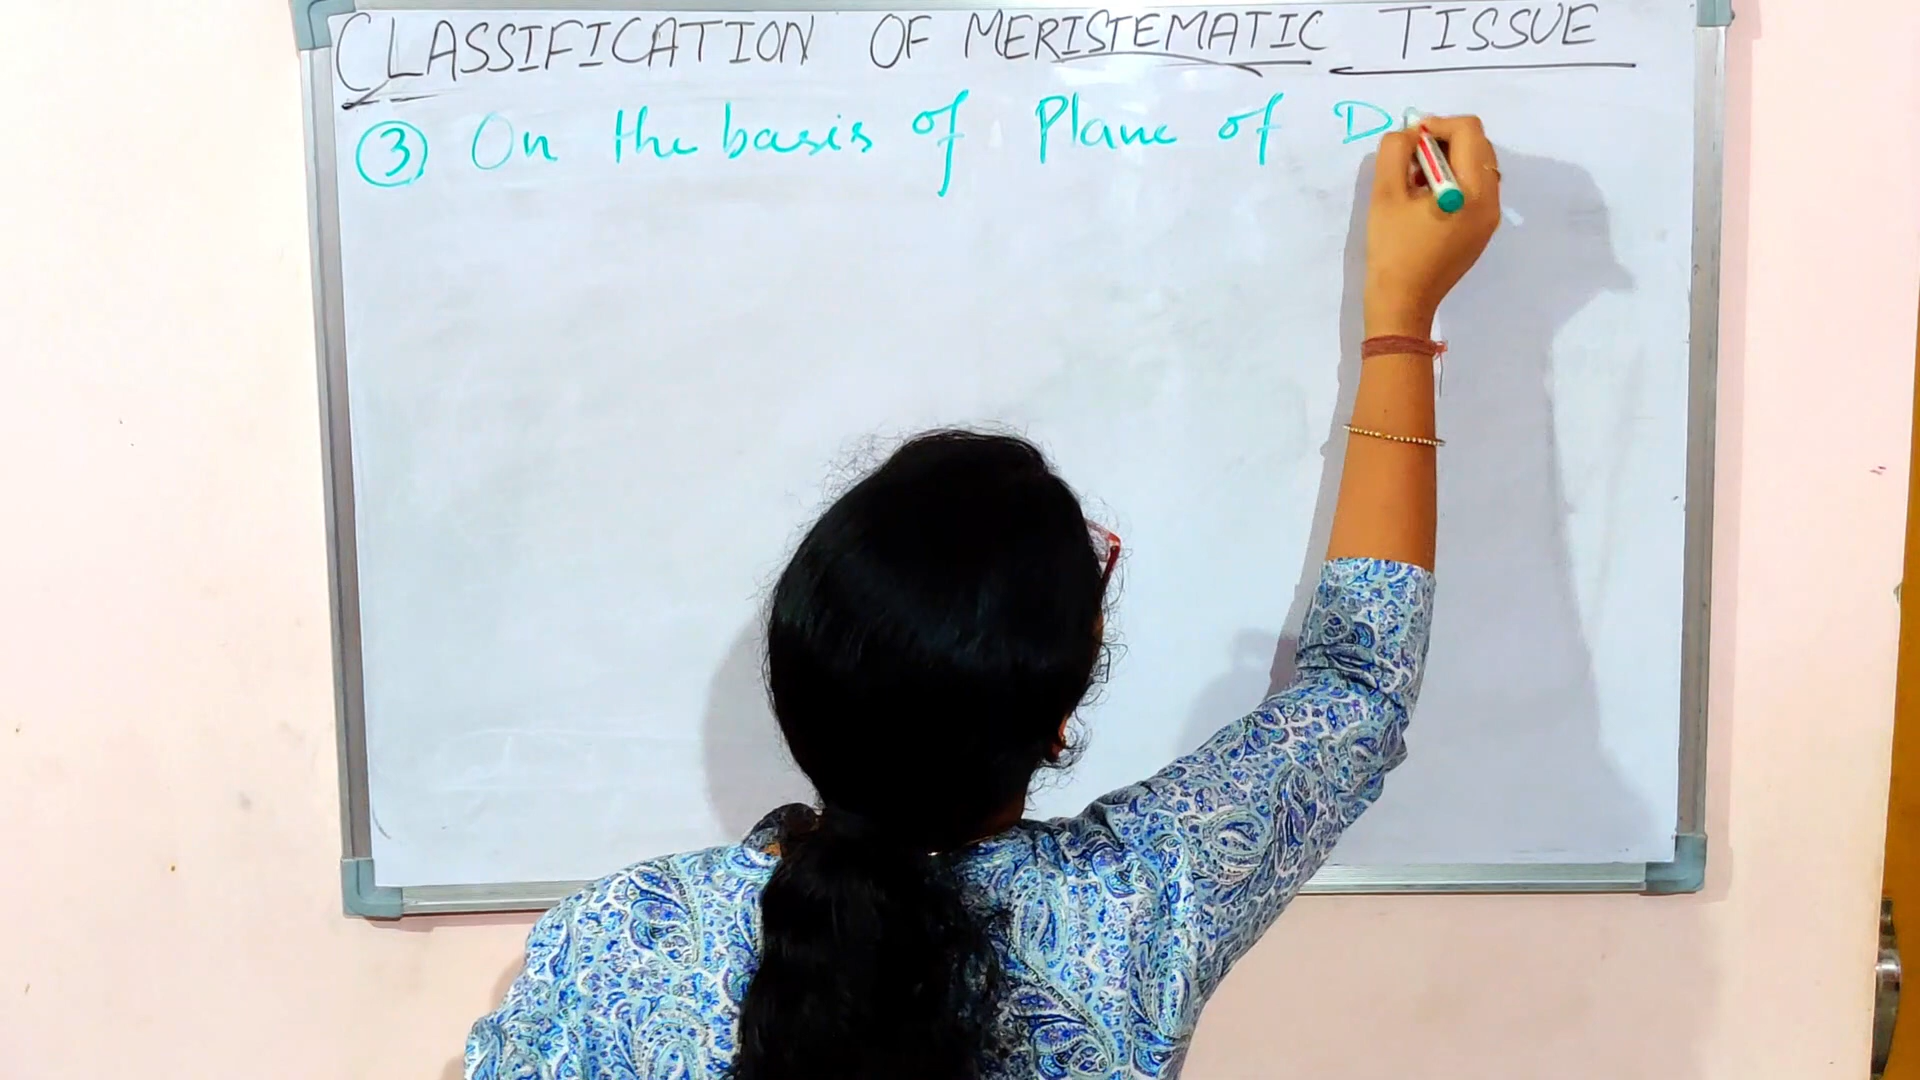 CLASSIFICATION OF MERISTEMATIC TISSUE
③ On the basis of Plane of